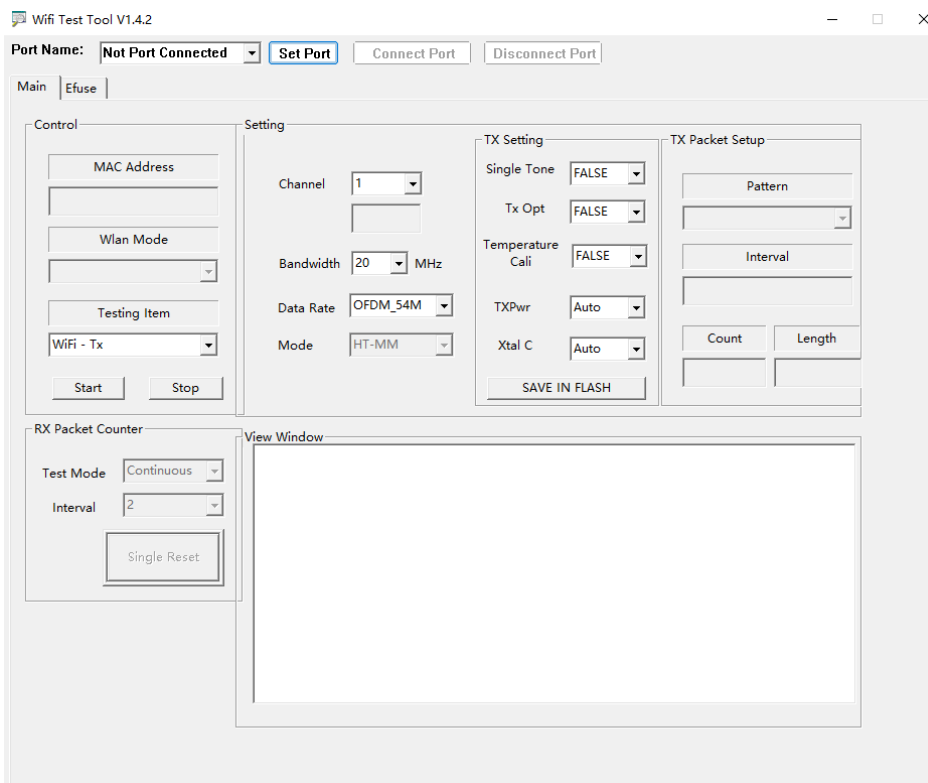 Wifi Test Tool V1.4.2
Port Name: Not Port Connected Set Port Connect Port Disconnect Port
Main Efuse
Control
MAC Address
Wlan Mode
Testing Item
WiFi - Tx
Start Stop
Setting
Channel 1
Bandwidth 20 MHz
Data Rate OFDM_54M
Mode HT-MM
TX Setting
Single Tone FALSE
Tx Opt FALSE
Temperature
Cali FALSE
TXPwr Auto
Xtal C Auto
SAVE IN FLASH
TX Packet Setup
Pattern
Interval
Count Length
RX Packet Counter
Test Mode Continuous
Interval 2
Single Reset
View Window